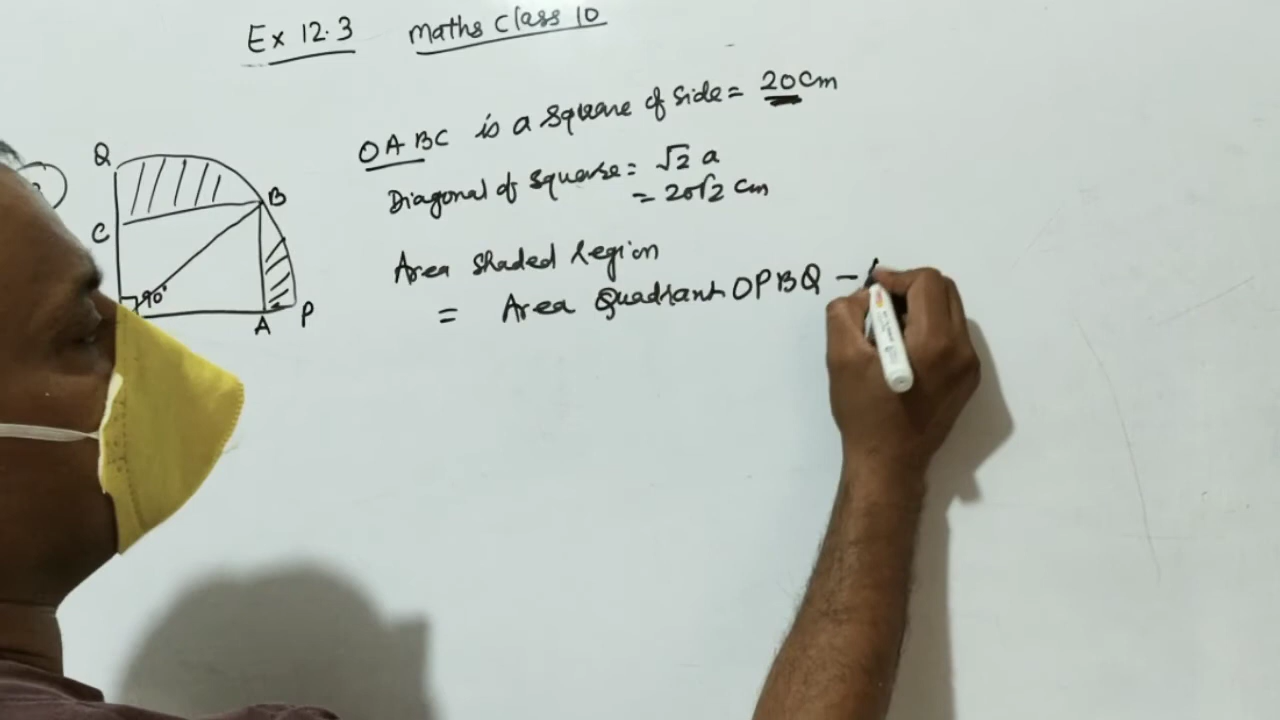 Ex 12.3 Maths Class 10
OABC is a square of side = 20cm
Diagonal of square = √2 a
= 20√2 cm
Area shaded region
= Area Quadrant OPBQ -
Q
B
C
90°
A P